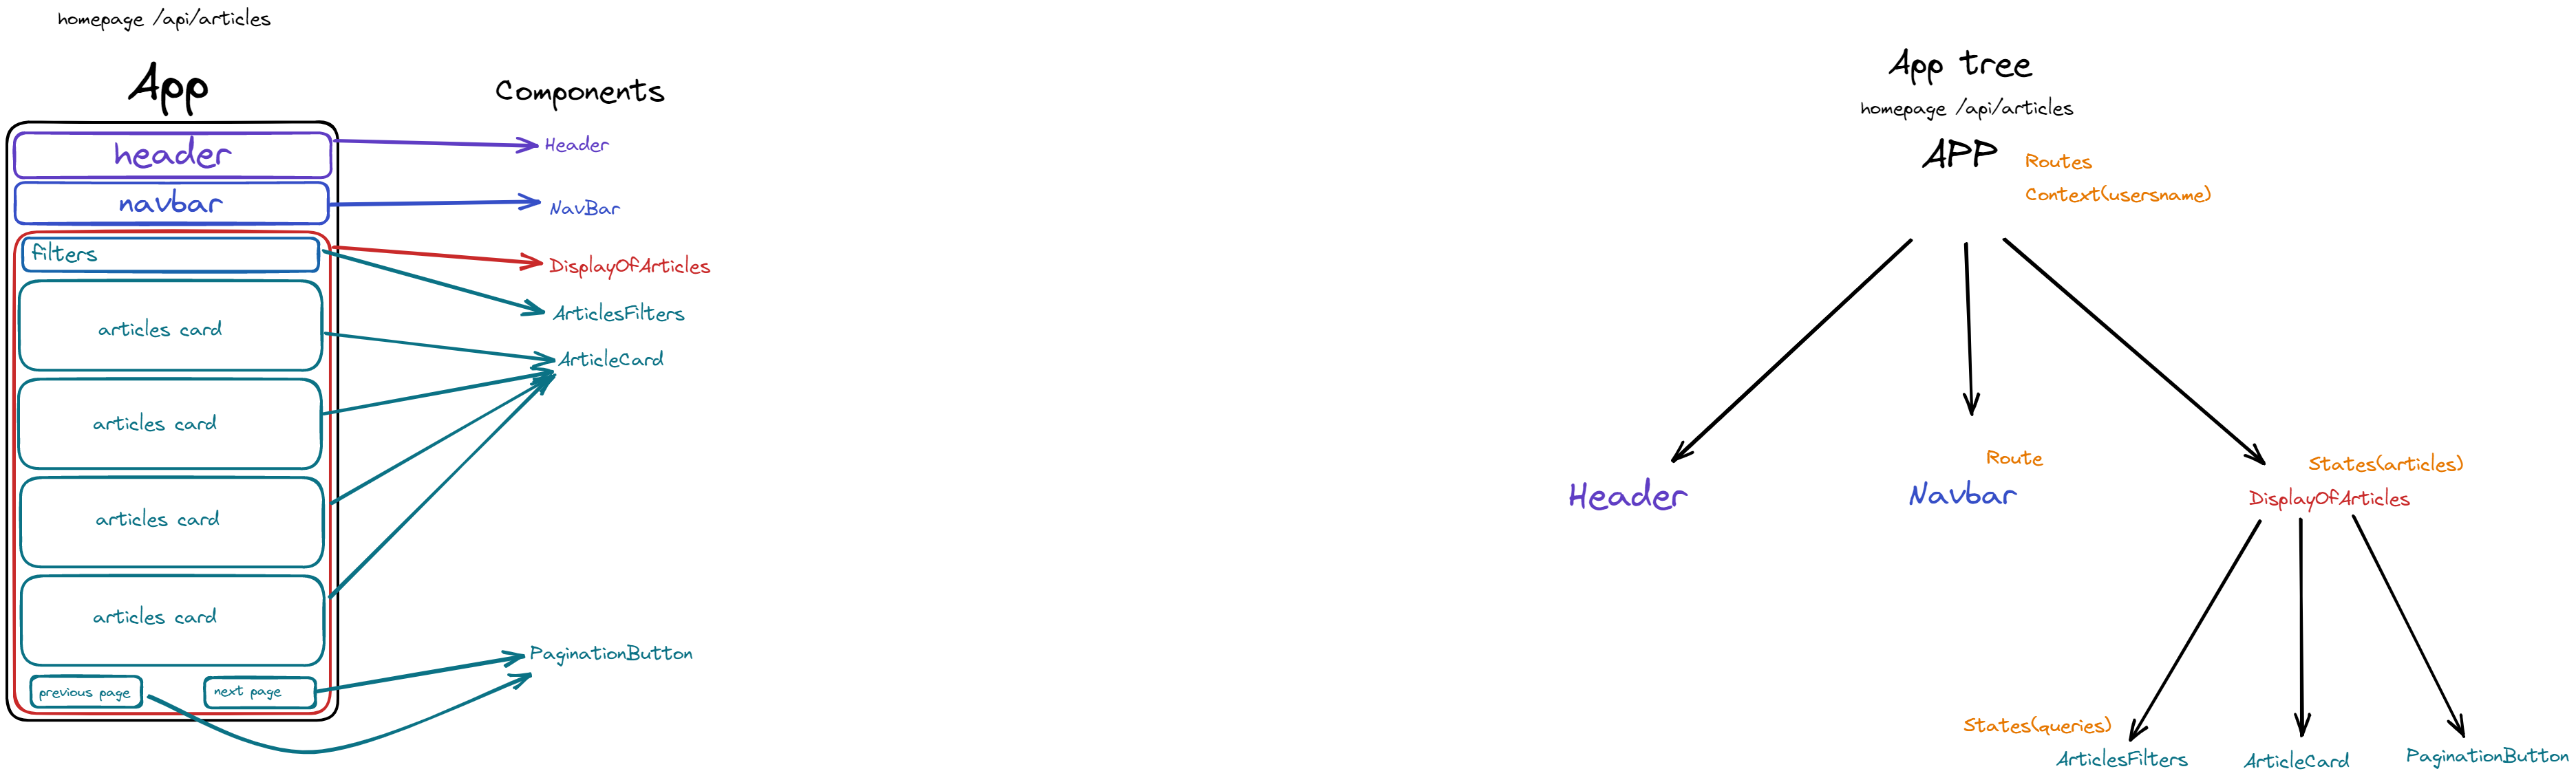 homepage /api/articles
App
header
navbar
filters
articles card
articles card
articles card
articles card
previous page
next page
Components
Header
NavBar
DisplayOfArticles
ArticlesFilters
ArticleCard
PaginationButton
App tree
homepage /api/articles
APP
Routes
Context(usersname)
Header
Route
Navbar
States(articles)
DisplayOfArticles
States(queries)
ArticlesFilters
ArticleCard
PaginationButton